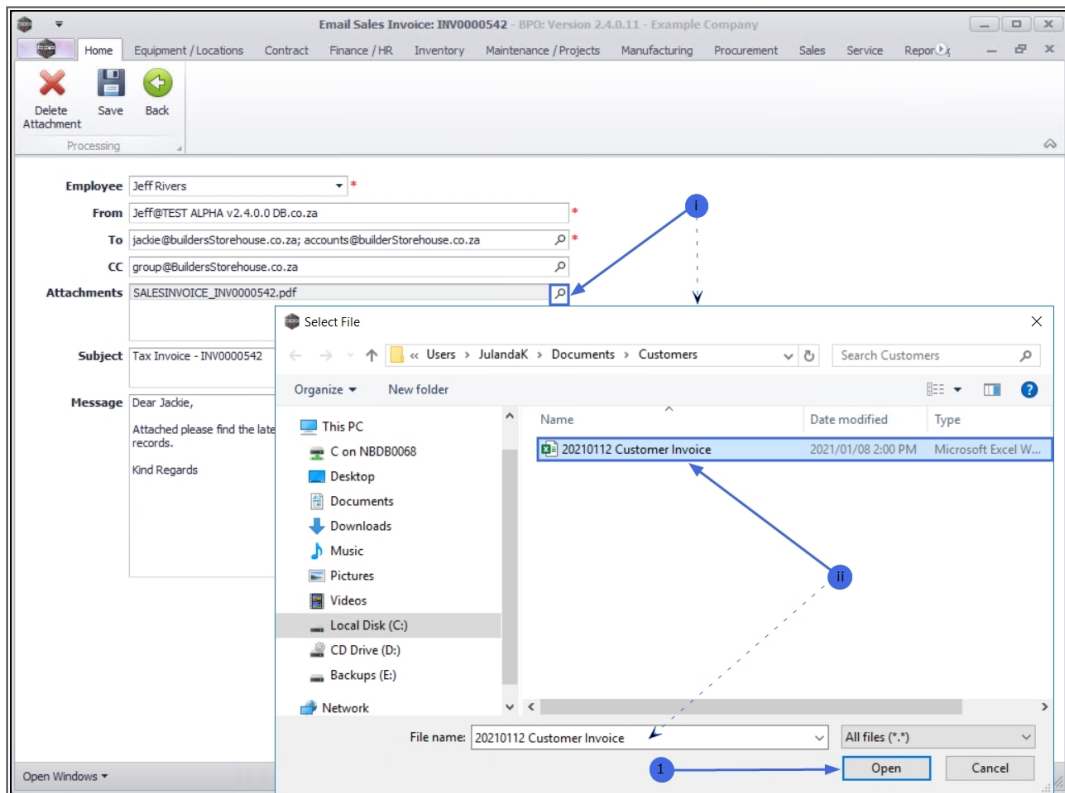 Email Sales Invoice: INV0000542 - BPO: Version 2.4.0.11 - Example Company
Home Equipment / Locations Contract Finance / HR Inventory Maintenance / Projects Manufacturing Procurement Sales Service Repor
Delete Attachment Save Back
Processing
Employee Jeff Rivers *
From Jeff@TEST ALPHA v2.4.0.0 DB.co.za *
i
To jackie@buildersStorehouse.co.za; accounts@builderStorehouse.co.za *
CC group@BuildersStorehouse.co.za
Attachments SALESINVOICE_INV0000542.pdf
Select File
Subject Tax Invoice - INV0000542
« Users › JulandaK › Documents › Customers
Search Customers
Organize New folder
Message Dear Jackie,
Attached please find the late
records.
Kind Regards
This PC
C on NBDB0068
Desktop
Documents
Downloads
Music
Pictures
Videos
Local Disk (C:)
CD Drive (D:)
Backups (E:)
Network
Name Date modified Type
20210112 Customer Invoice 2021/01/08 2:00 PM Microsoft Excel W...
ii
File name: 20210112 Customer Invoice All files (*.*)
1 Open Cancel
Open Windows